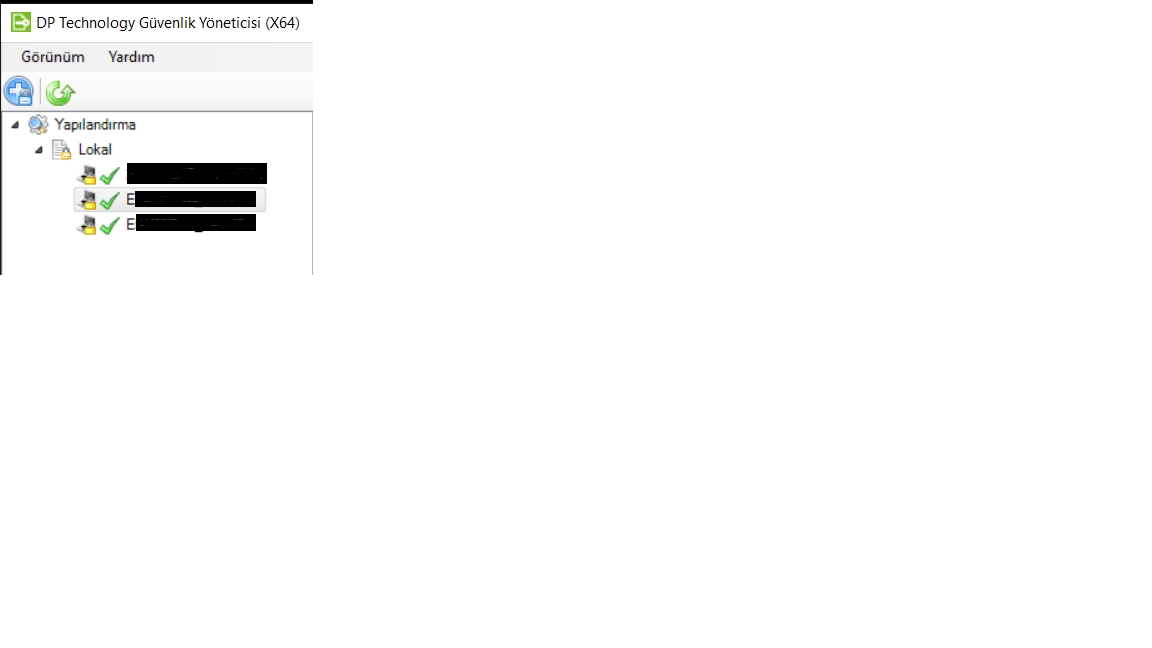 DP Technology Güvenlik Yöneticisi (X64)
Görünüm Yardım
Yapılandırma
Lokal
E
E